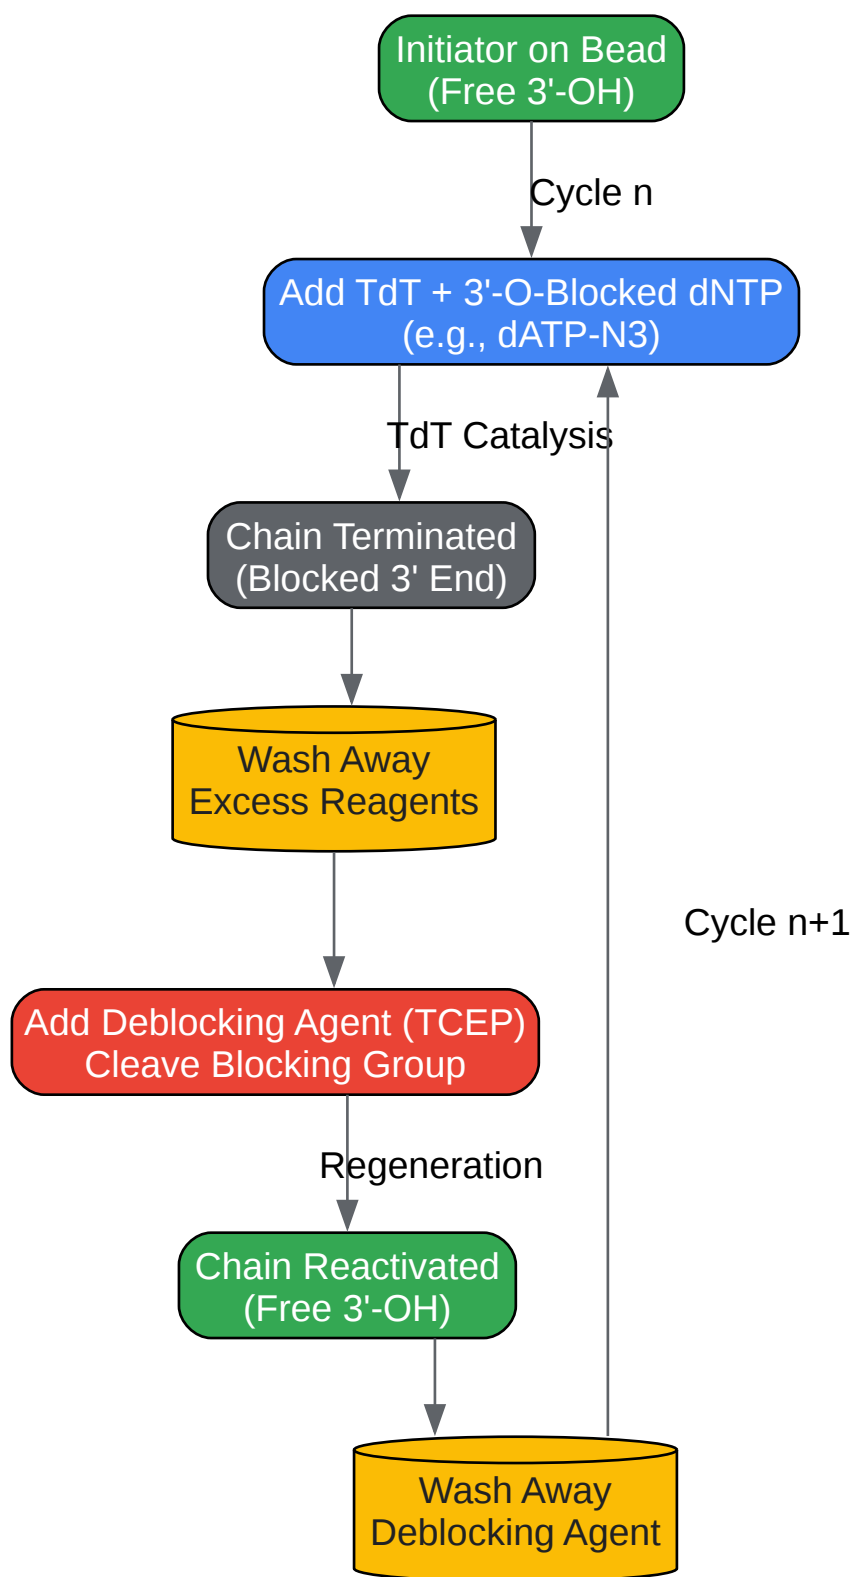 Initiator on Bead
(Free 3'-OH)
Cycle n
Add TdT + 3'-O-Blocked dNTP
(e.g., dATP-N3)
TdT Catalysis
Chain Terminated
(Blocked 3' End)
Wash Away
Excess Reagents
Cycle n+1
Add Deblocking Agent (TCEP)
Cleave Blocking Group
Regeneration
Chain Reactivated
(Free 3'-OH)
Wash Away
Deblocking Agent